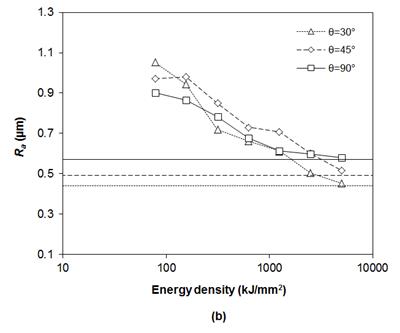 1.3
θ=30°
1.1
θ=45°
θ=90°
0.9
Ra (µm)
0.7
0.5
0.3
0.1
10 100 1000 10000
Energy density (kJ/mm²)
(b)